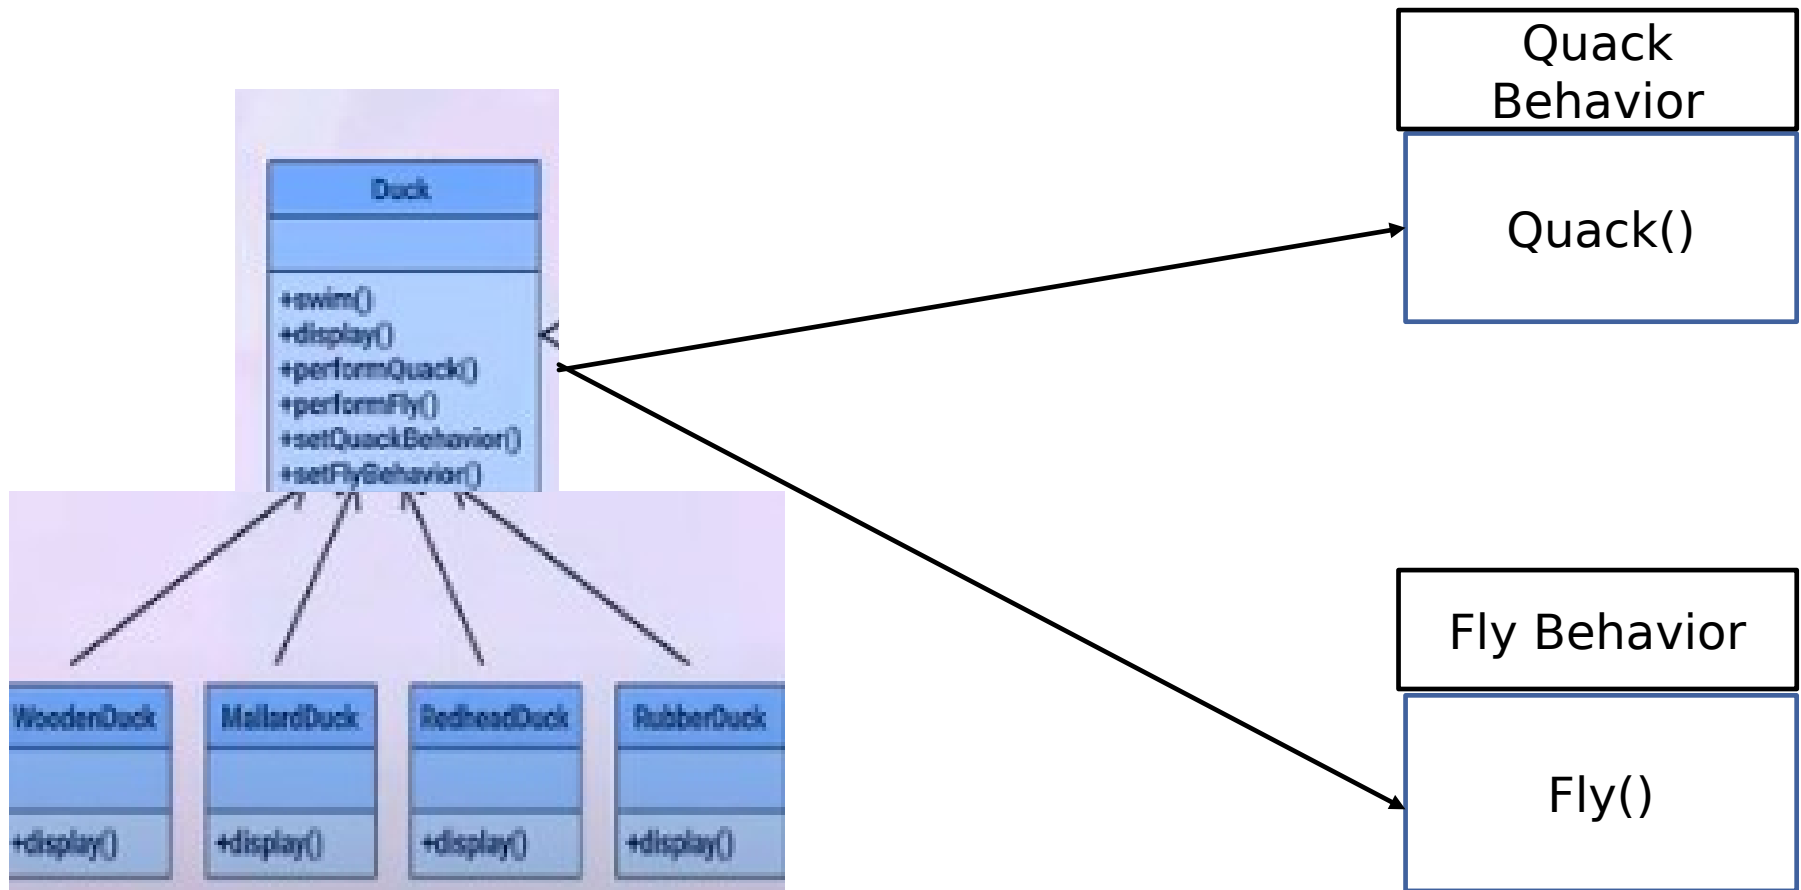 Quack
Behavior
Quack()
Duck
+swim()
+display()
+performQuack()
+performFly()
+setQuackBehavior()
+setFlyBehavior()
Fly Behavior
Fly()
WoodenDuck
MallardDuck
RedheadDuck
RubberDuck
+display()
+display()
+display()
+display()